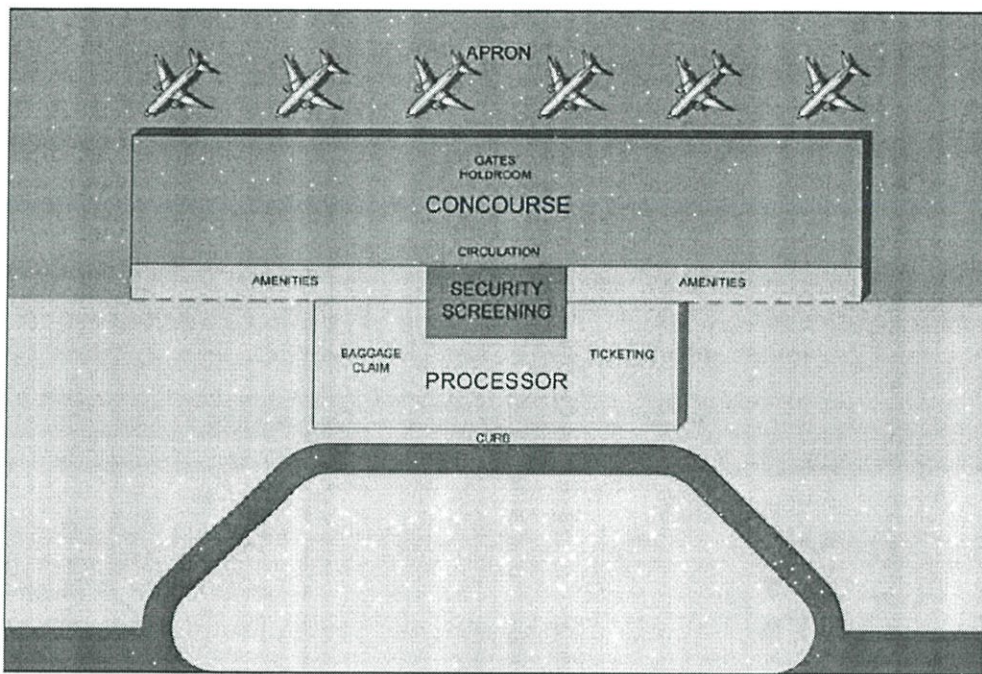 APRON
GATES
HOLDROOM
CONCOURSE
CIRCULATION
AMENITIES
AMENITIES
SECURITY
SCREENING
BAGGAGE
CLAIM
TICKETING
PROCESSOR
CURB